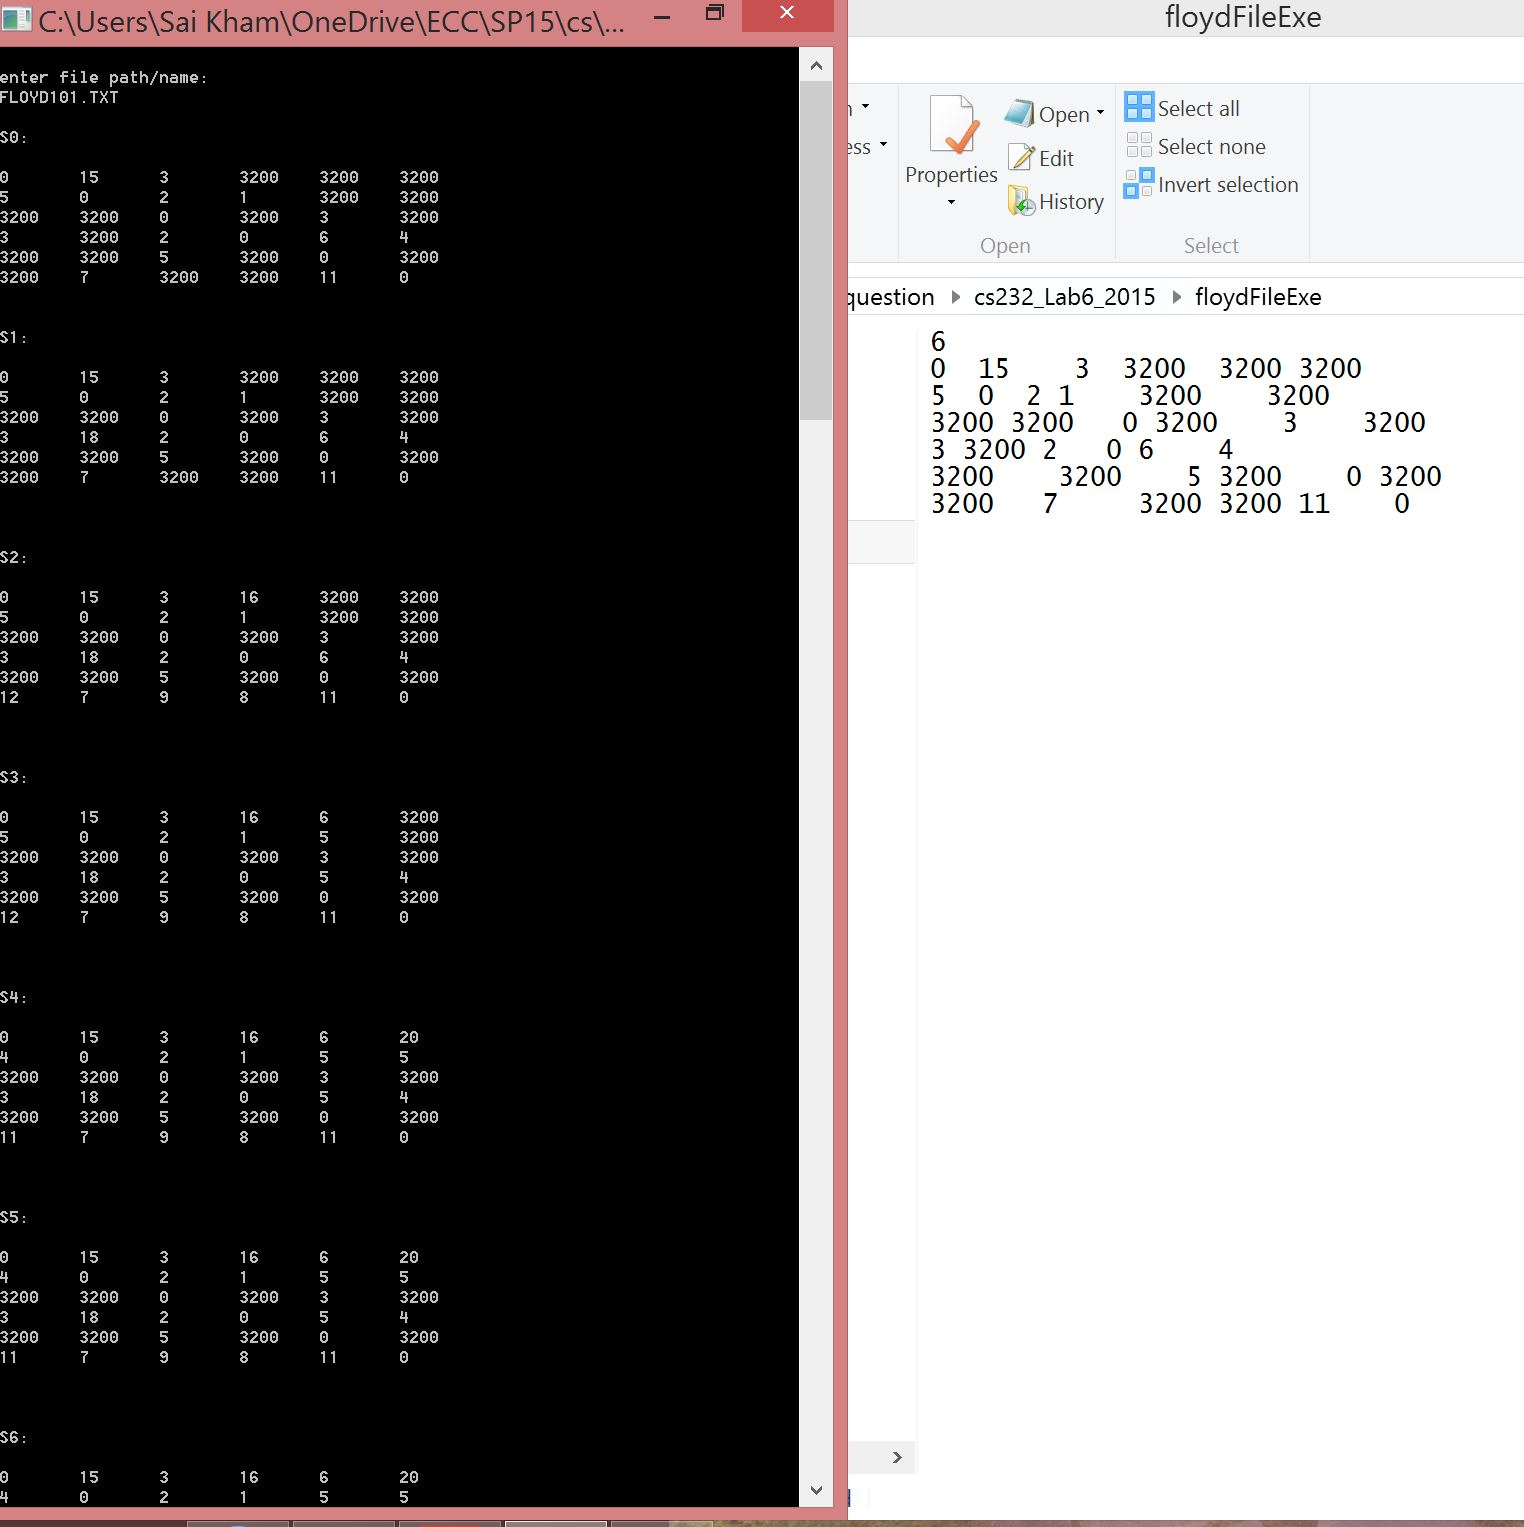 C:\Users\Sai Kham\OneDrive\ECC\SP15\cs\...
enter file path/name:
FLOYD101.TXT
S0:
0 15 3 3200 3200 3200
5 0 2 1 3200 3200
3200 3200 0 3200 3 3200
3 3200 2 0 6 4
3200 3200 5 3200 0 3200
3200 7 3200 3200 11 0
S1:
0 15 3 3200 3200 3200
5 0 2 1 3200 3200
3200 3200 0 3200 3 3200
3 18 2 0 6 4
3200 3200 5 3200 0 3200
3200 7 3200 3200 11 0
S2:
0 15 3 16 3200 3200
5 0 2 1 3200 3200
3200 3200 0 3200 3 3200
3 18 2 0 6 4
3200 3200 5 3200 0 3200
12 7 9 8 11 0
S3:
0 15 3 16 6 3200
5 0 2 1 5 3200
3200 3200 0 3200 3 3200
3 18 2 0 5 4
3200 3200 5 3200 0 3200
12 7 9 8 11 0
S4:
0 15 3 16 6 20
4 0 2 1 5 5
3200 3200 0 3200 3 3200
3 18 2 0 5 4
3200 3200 5 3200 0 3200
11 7 9 8 11 0
S5:
0 15 3 16 6 20
4 0 2 1 5 5
3200 3200 0 3200 3 3200
3 18 2 0 5 4
3200 3200 5 3200 0 3200
11 7 9 8 11 0
S6:
0 15 3 16 6 20
4 0 2 1 5 5
floydFileExe
Properties
Open
Edit
History
Open
Select all
Select none
Invert selection
Select
question cs232_Lab6_2015 floydFileExe
6
0 15 3 3200 3200 3200
5 0 2 1 3200 3200
3200 3200 0 3200 3 3200
3 3200 2 0 6 4
3200 3200 5 3200 0 3200
3200 7 3200 3200 11 0